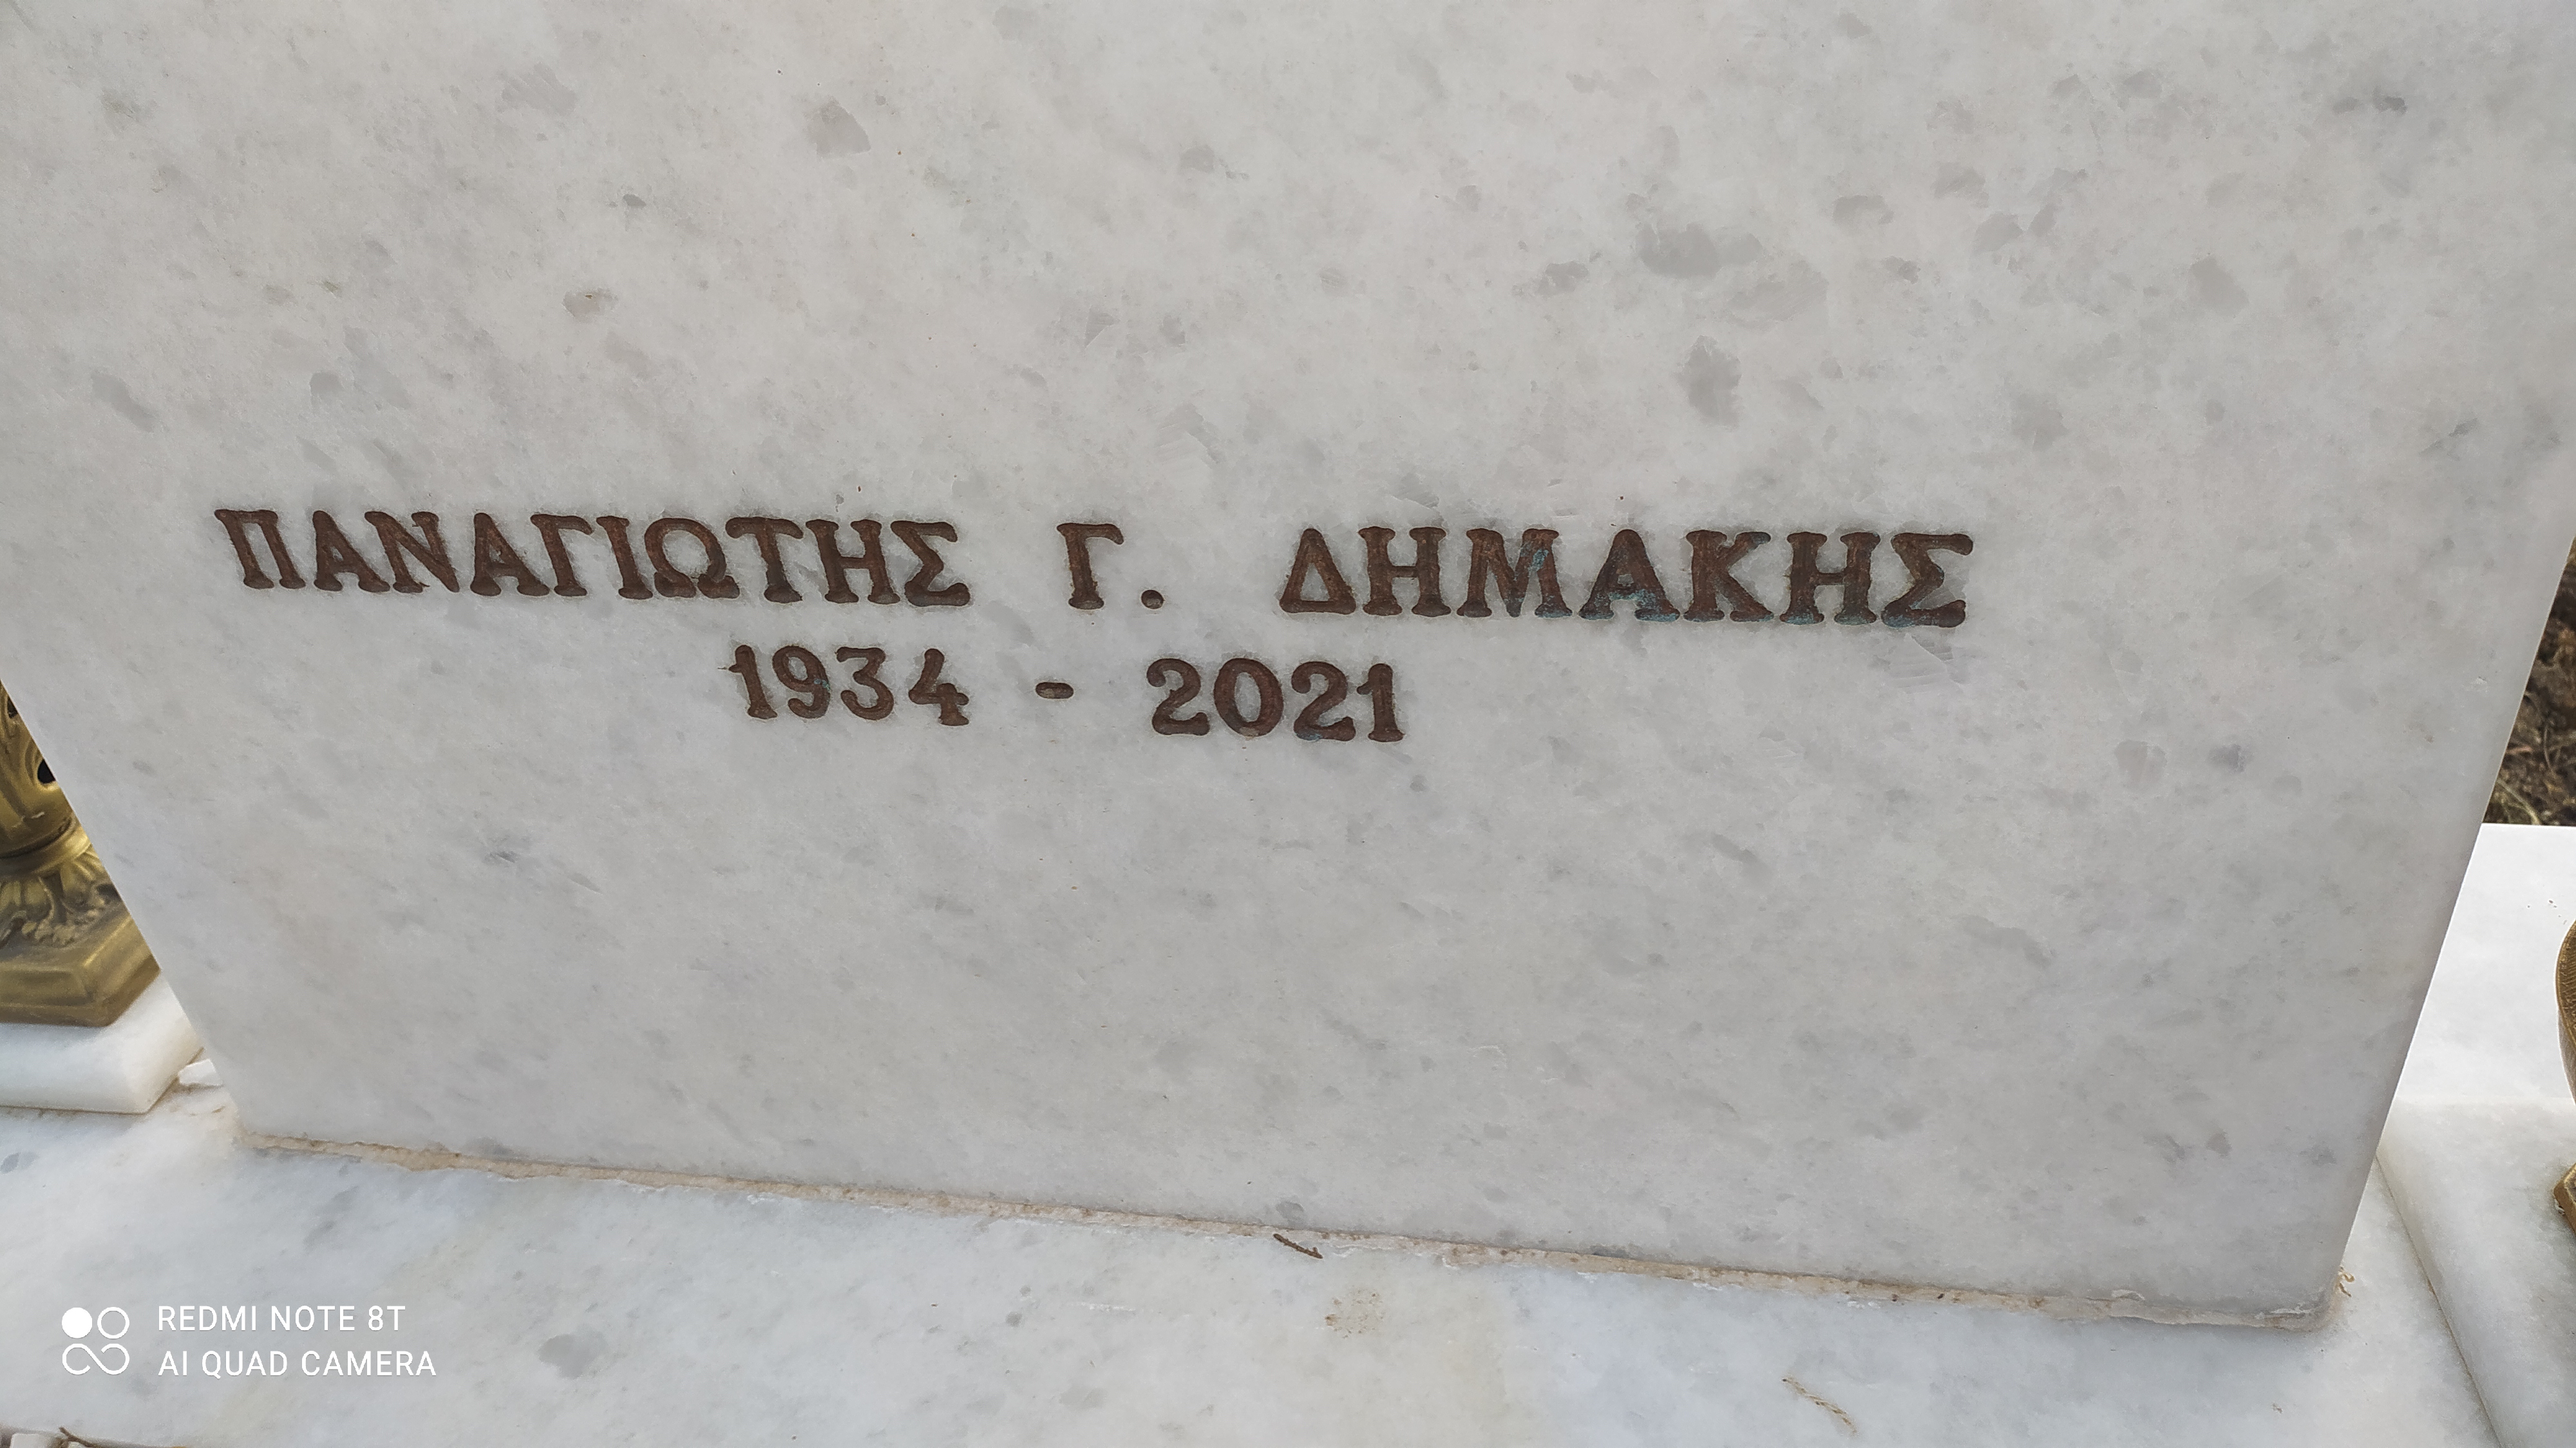 ΠΑΝΑΓΙΩΤΗΣ Γ. ΔΗΜΑΚΗΣ
1934 - 2021
REDMI NOTE 8T
AI QUAD CAMERA